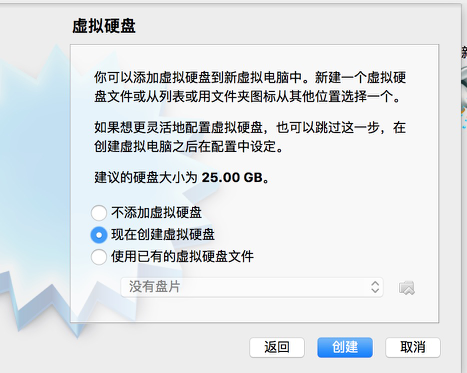 虚拟硬盘
你可以添加虚拟硬盘到新虚拟电脑中。新建一个虚拟硬
盘文件或从列表或用文件夹图标从其他位置选择一个。
如果想更灵活地配置虚拟硬盘，也可以跳过这一步，在
创建虚拟电脑之后在配置中设定。
建议的硬盘大小为 25.00 GB。
不添加虚拟硬盘
现在创建虚拟硬盘
使用已有的虚拟硬盘文件
没有盘片
返回
创建
取消